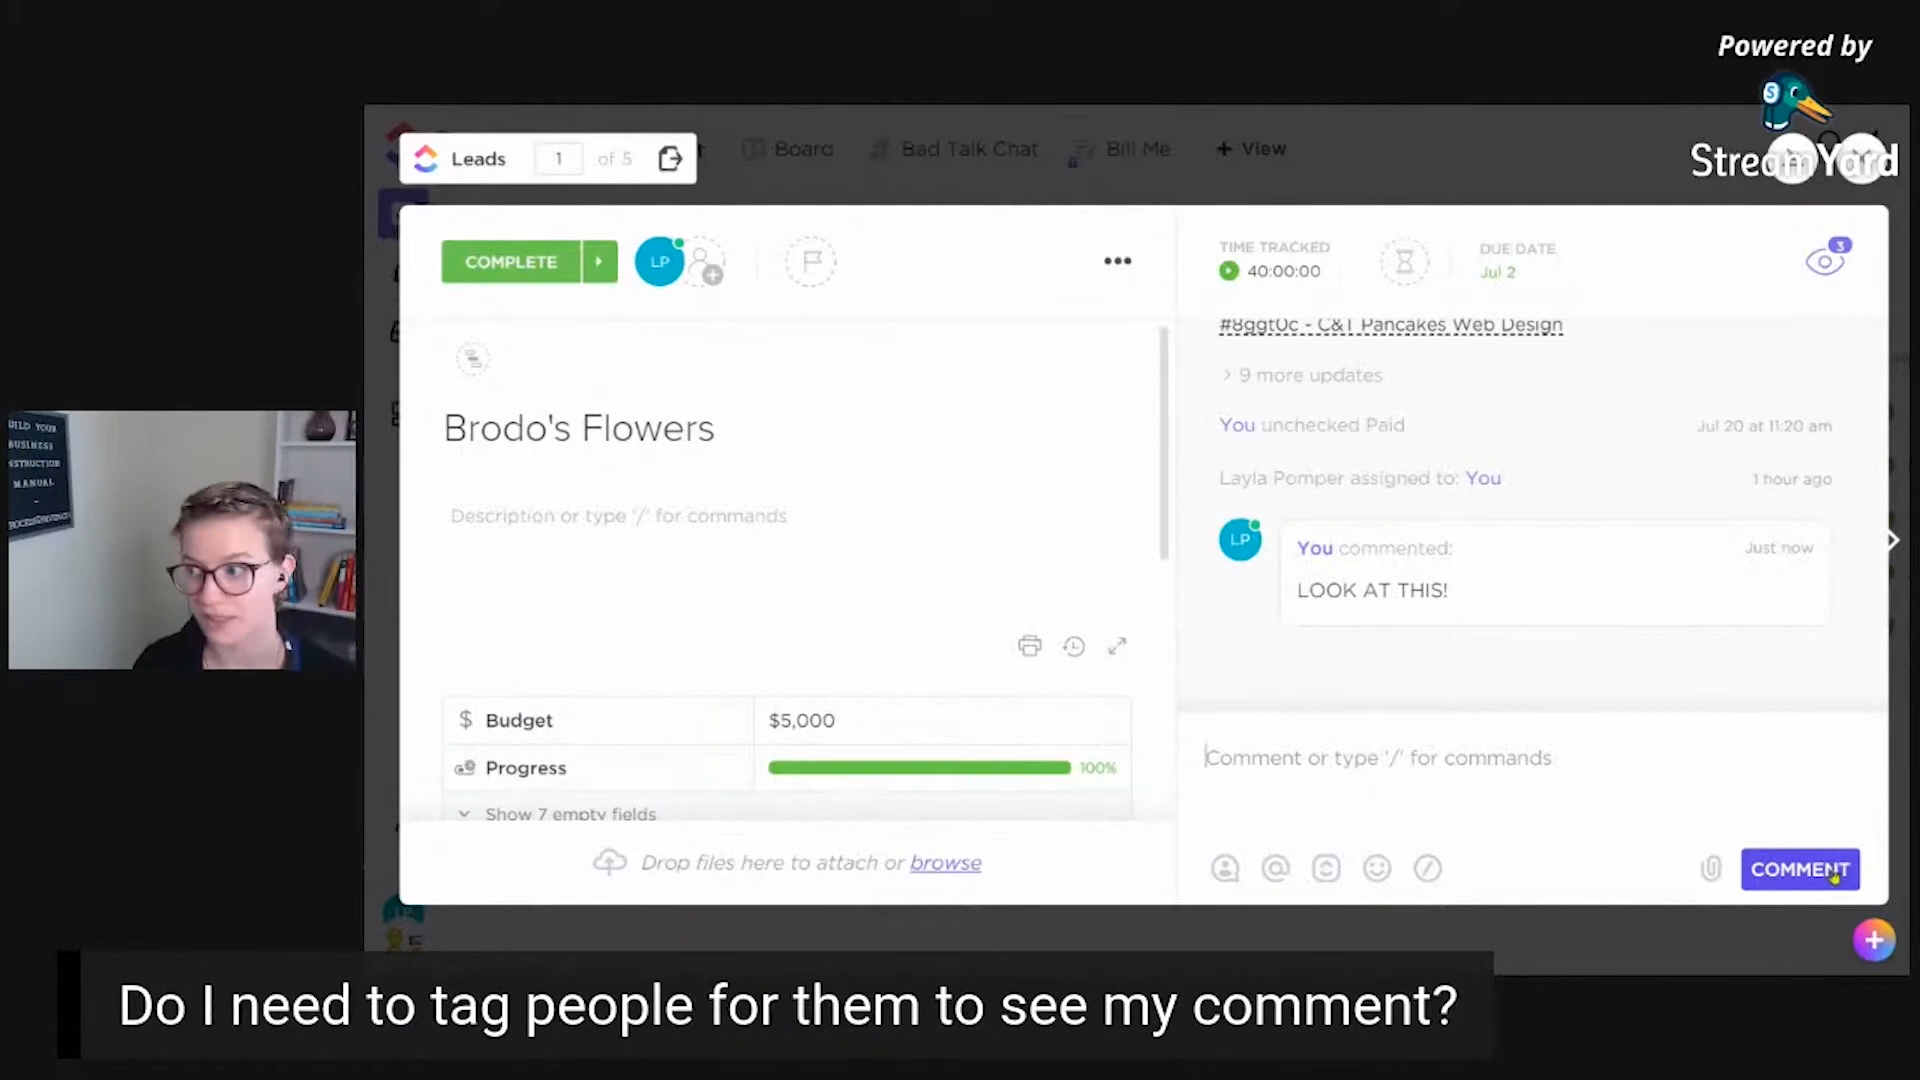 Powered by
StreamYard
Leads 1 of 5
Board
Bad Talk Chat
Bill Me
+ View
COMPLETE
LP
TIME TRACKED
40:00:00
DUE DATE
Jul 2
3
#8ggt0c - C&T Pancakes Web Design
9 more updates
You unchecked Paid
Jul 20 at 11:20 am
Layla Pomper assigned to: You
1 hour ago
LP
You commented:
Just now
LOOK AT THIS!
Brodo's Flowers
Description or type '/' for commands
$ Budget
$5,000
Progress
100%
Show 7 empty fields
Drop files here to attach or browse
Comment or type '/' for commands
COMMENT
BUSINESS
MANUAL
Do I need to tag people for them to see my comment?